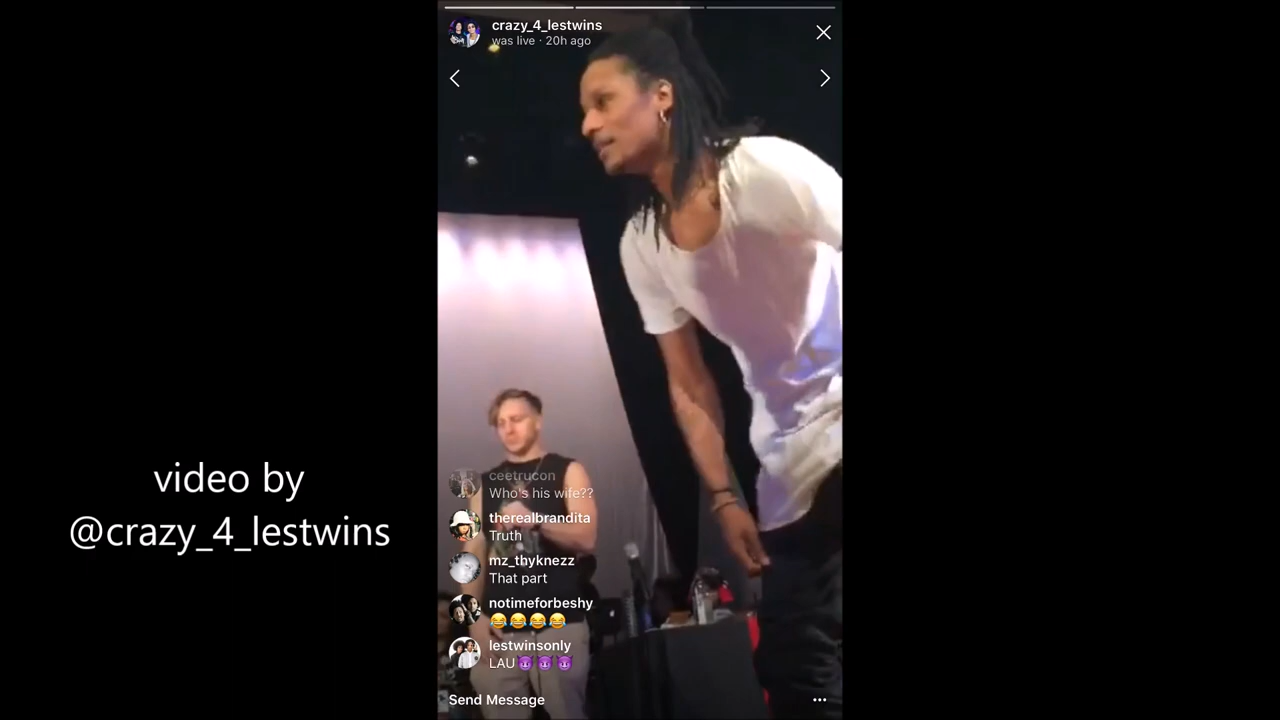 crazy_4_lestwins
was live · 20h ago
video by
@crazy_4_lestwins
ceetrucon
Who's his wife??
therealbrandita
Truth
mz_thyknezz
That part
notimeforbeshy
😂😂😂😂
lestwinsonly
LAU😈😈😈
Send Message